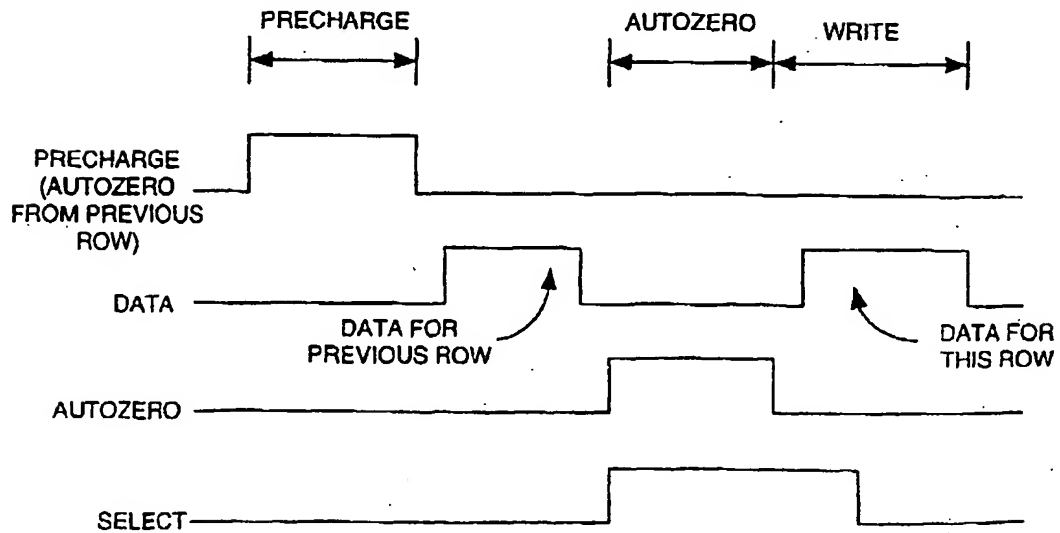 PRECHARGE
AUTOZERO
WRITE
PRECHARGE
(AUTOZERO
FROM PREVIOUS
ROW)
DATA
DATA FOR
PREVIOUS ROW
DATA FOR
THIS ROW
AUTOZERO
SELECT